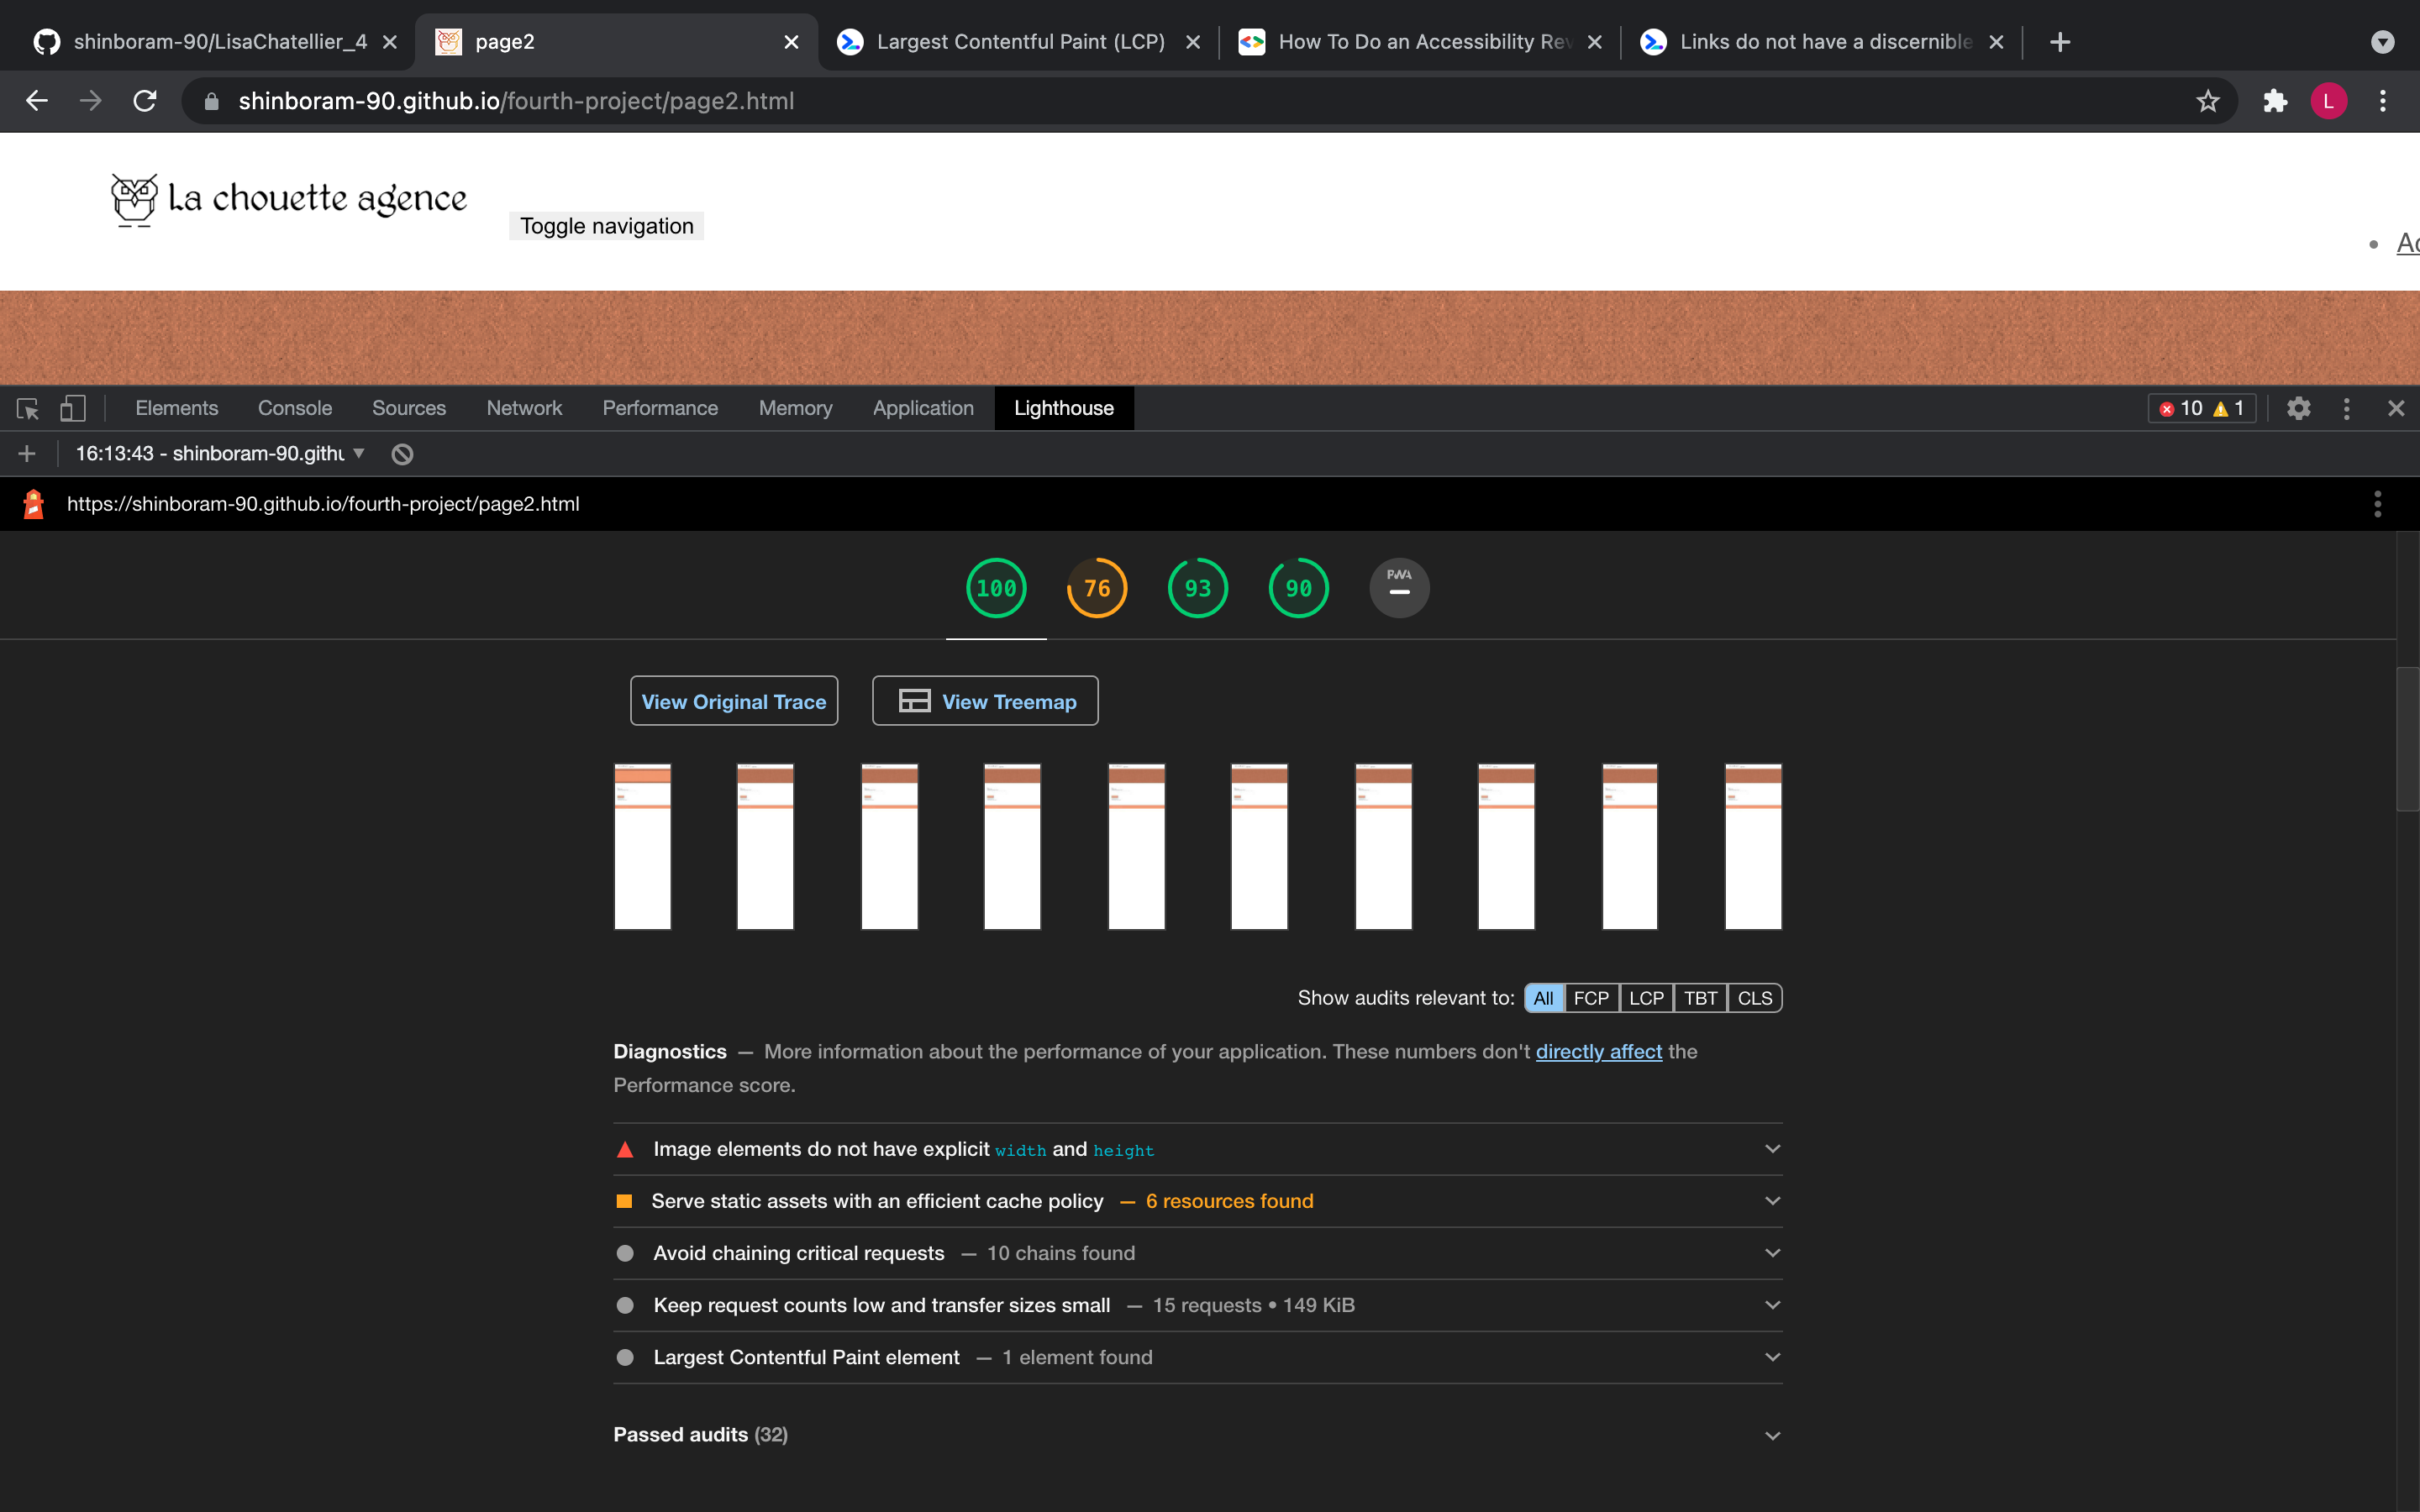 shinboram-90/LisaChatellier_4
page2
Largest Contentful Paint (LCP)
How To Do an Accessibility Rev
Links do not have a discernible
shinboram-90.github.io/fourth-project/page2.html
L
La chouette agence
Toggle navigation
Ac
Elements Console Sources Network Performance Memory Application Lighthouse
10 1
16:13:43 - shinboram-90.githu
https://shinboram-90.github.io/fourth-project/page2.html
100 76 93 90 PWA
View Original Trace
View Treemap
Show audits relevant to: All FCP LCP TBT CLS
Diagnostics — More information about the performance of your application. These numbers don't directly affect the
Performance score.
Image elements do not have explicit width and height
Serve static assets with an efficient cache policy — 6 resources found
Avoid chaining critical requests — 10 chains found
Keep request counts low and transfer sizes small — 15 requests • 149 KiB
Largest Contentful Paint element — 1 element found
Passed audits (32)